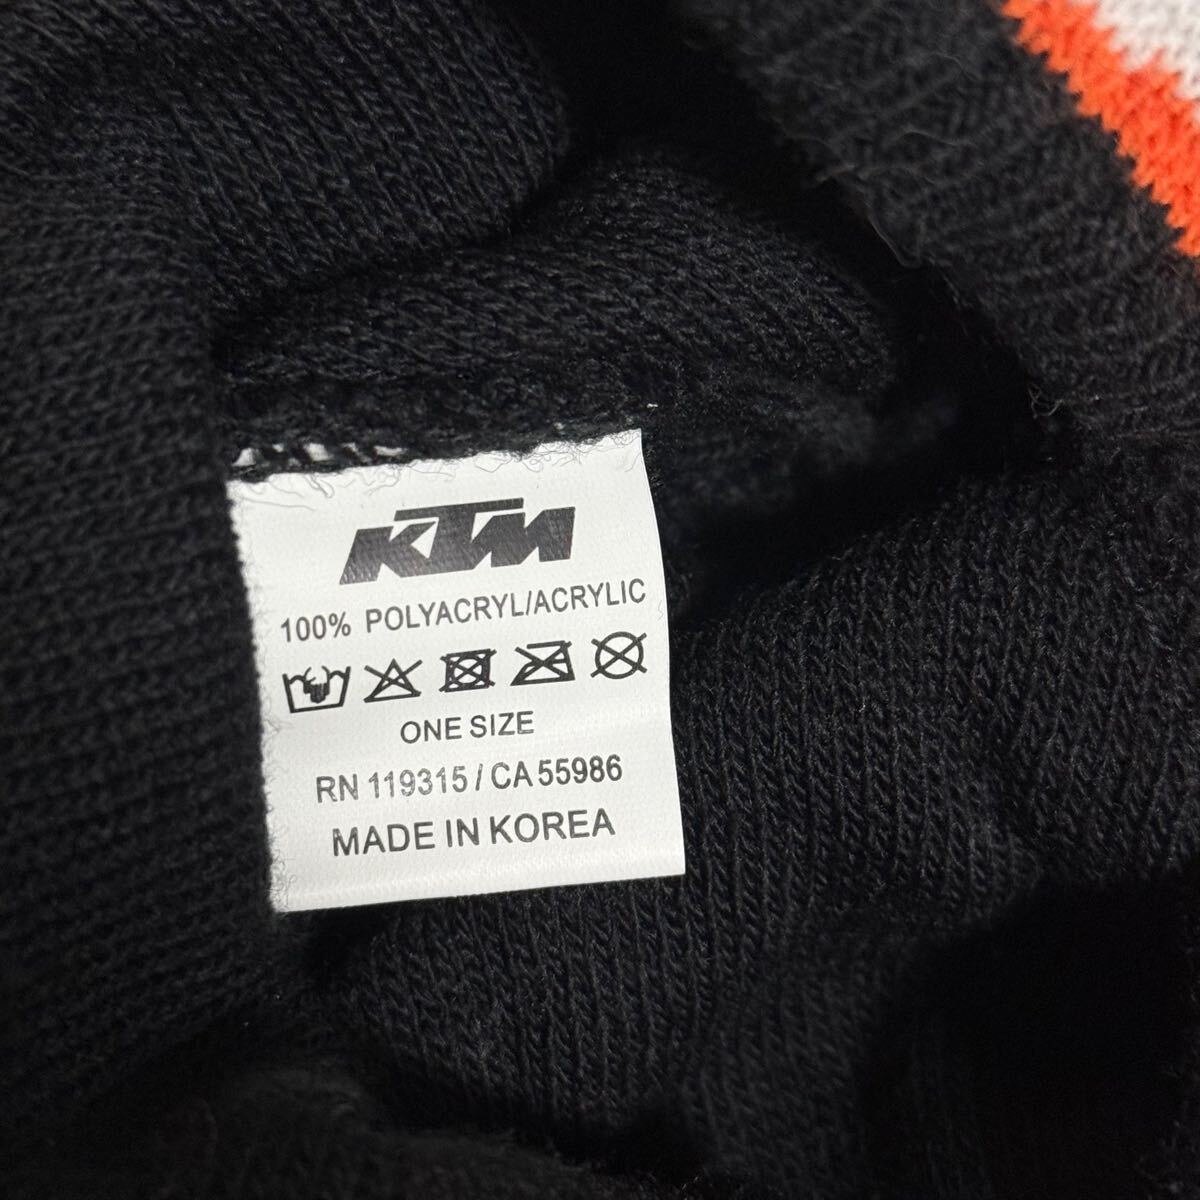 KTM
100% POLYACRYL/ACRYLIC
ONE SIZE
RN 119315 / CA 55986
MADE IN KOREA